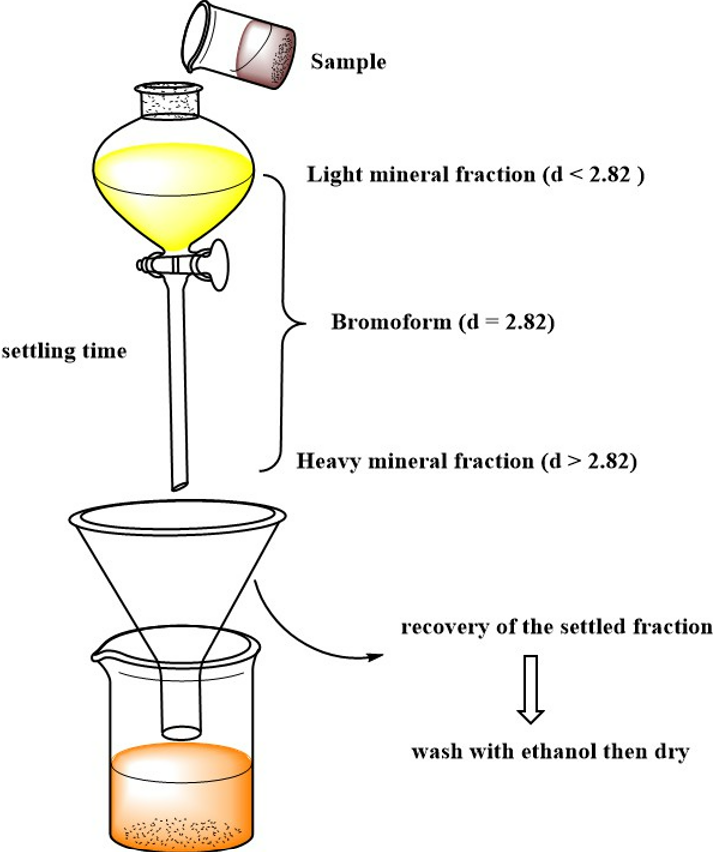 Sample
Light mineral fraction (d < 2.82 )
Bromoform (d = 2.82)
settling time
Heavy mineral fraction (d > 2.82)
recovery of the settled fraction
wash with ethanol then dry